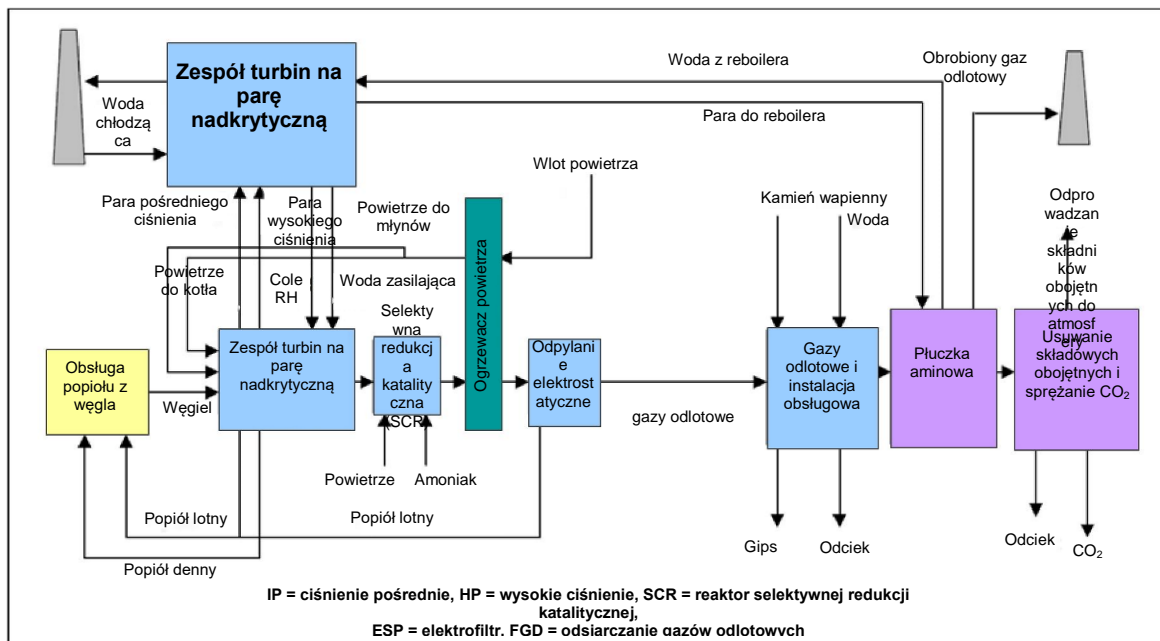 Zespół turbin na
parę
nadkrytyczną
Woda z reboilera
Obrobiony gaz
odlotowy
Woda
chłodzą
ca
Para do reboilera
Wlot powietrza
Para pośredniego
ciśnienia
Para
wysokiego
ciśnienia
Powietrze do
młynów
Kamień wapienny
Woda
Odpro
wadzan
ie
składni
ków
obojętn
ych do
atmosf
ery
Powietrze
do kotła
Cole
RH
Woda zasilająca
Ogrzewacz powietrza
Obsługa
popiołu z
węgla
Węgiel
Zespół turbin na
parę
nadkrytyczną
Selekty
wna
redukcj
a
katality
czna
(SCR
Odpylani
e
elektrost
atyczne
gazy odlotowe
Gazy
odlotowe i
instalacja
obsługowa
Płuczka
aminowa
Usuwanie
składowych
obojętnych i
sprężanie CO₂
Powietrze
Amoniak
Popiół lotny
Popiół lotny
Popiół denny
Gips
Odciek
Odciek
CO₂
IP = ciśnienie pośrednie, HP = wysokie ciśnienie, SCR = reaktor selektywnej redukcji
katalitycznej,
ESP = elektrofiltr, FGD = odsiarczanie gazów odlotowych